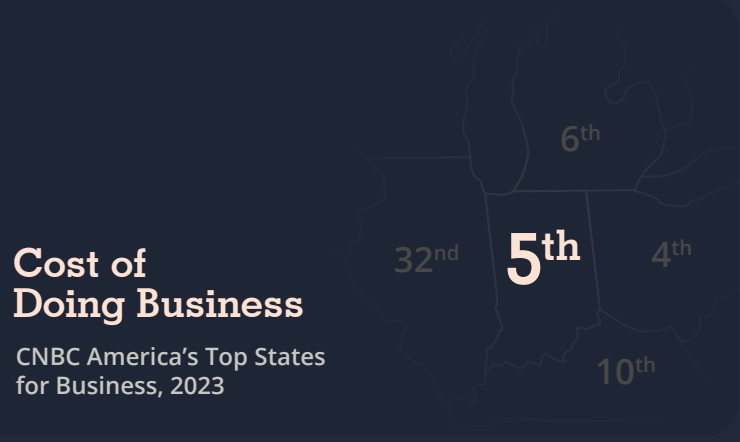 6th
5th
32nd
4th
Cost of
Doing Business
CNBC America’s Top States
for Business, 2023
10th